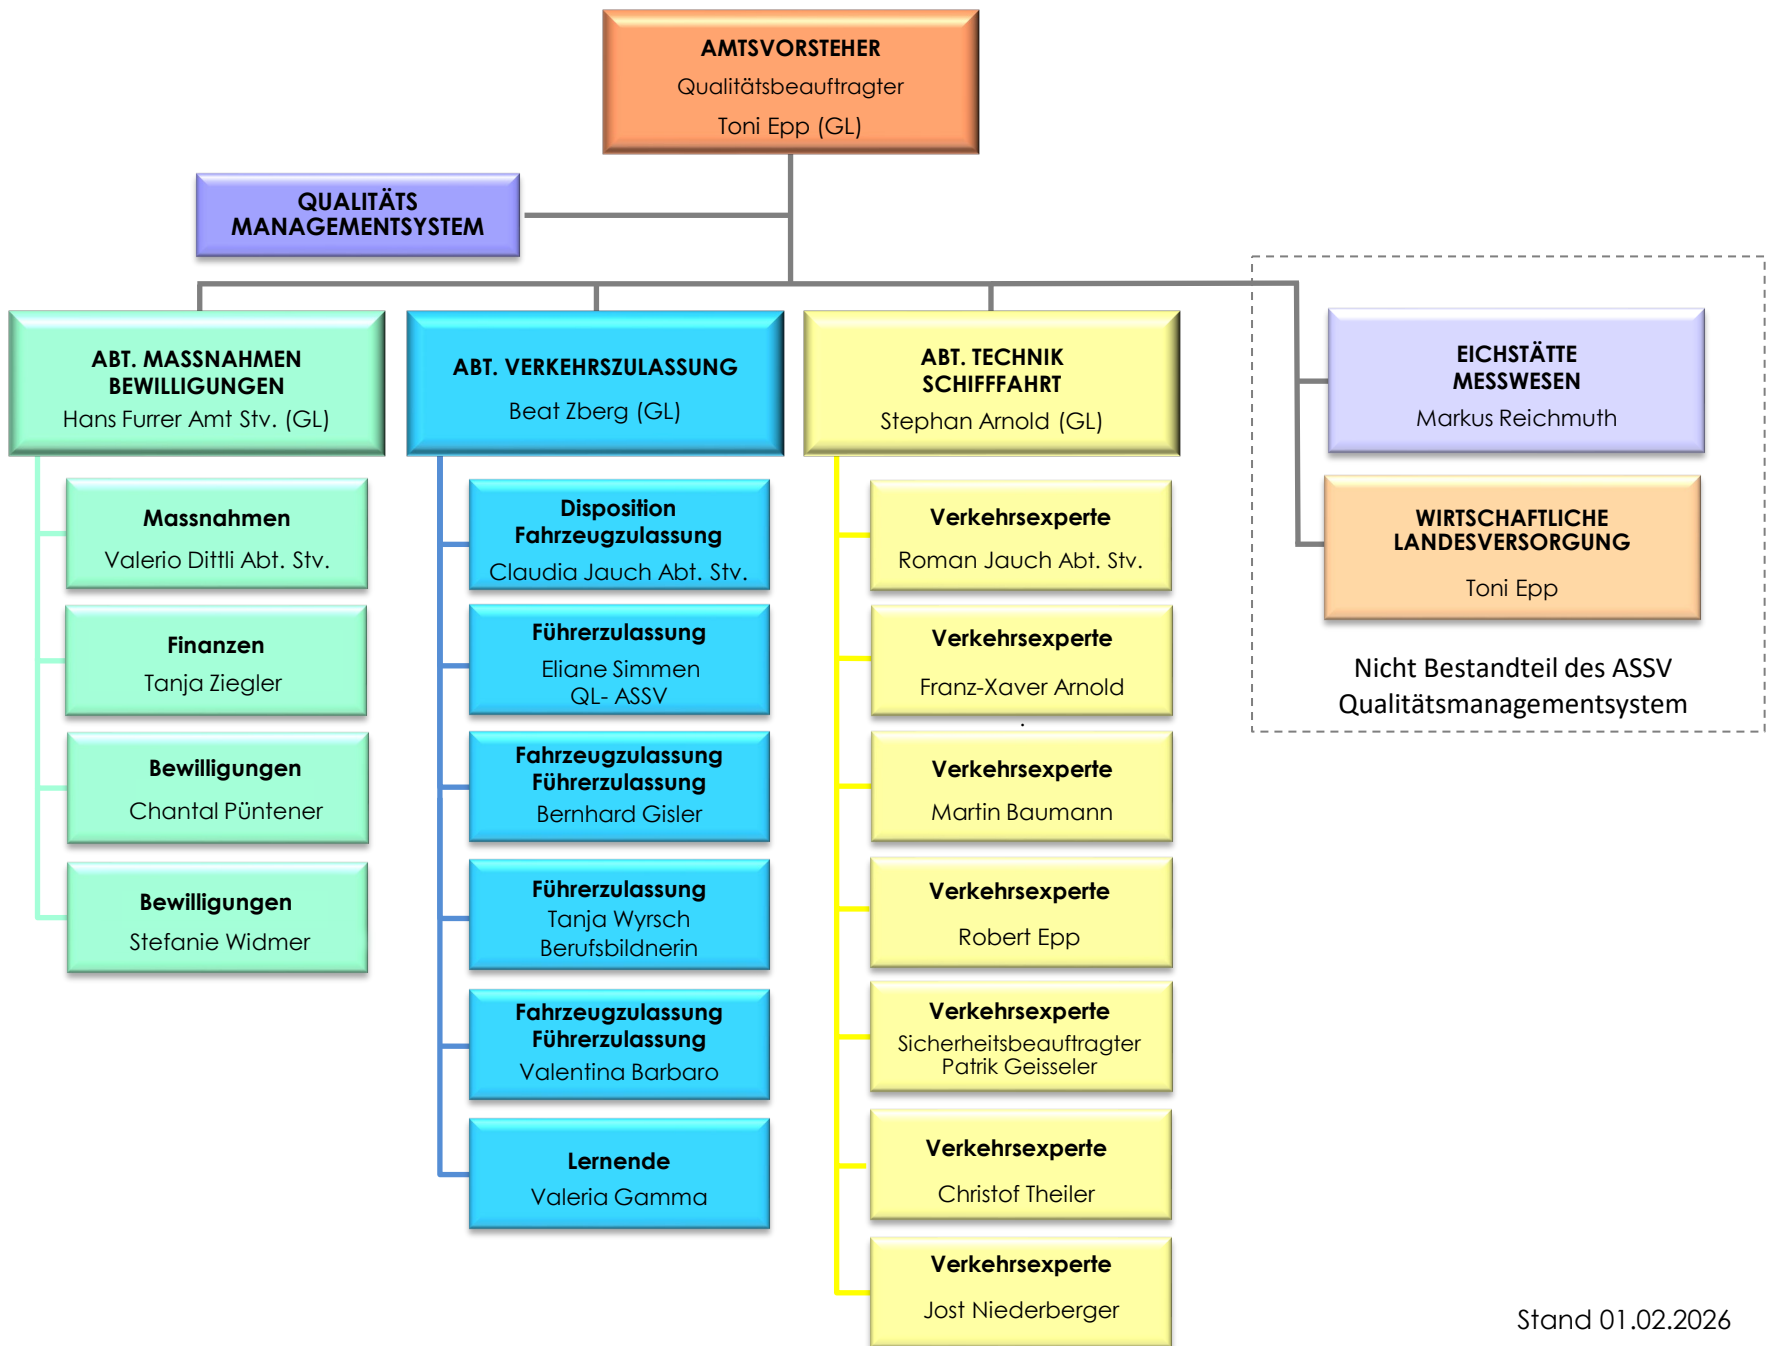 AMTSVORSTEHER
Qualitätsbeauftragter
Toni Epp (GL)
QUALITÄTS
MANAGEMENTSYSTEM
ABT. MASSNAHMEN
BEWILLIGUNGEN
Hans Furrer Amt Stv. (GL)
Massnahmen
Valerio Dittli Abt. Stv.
Finanzen
Tanja Ziegler
Bewilligungen
Chantal Püntener
Bewilligungen
Stefanie Widmer
ABT. VERKEHRSZULASSUNG
Beat Zberg (GL)
Disposition
Fahrzeugzulassung
Claudia Jauch Abt. Stv.
Führerzulassung
Eliane Simmen
QL- ASSV
Fahrzeugzulassung
Führerzulassung
Bernhard Gisler
Führerzulassung
Tanja Wyrsch
Berufsbildnerin
Fahrzeugzulassung
Führerzulassung
Valentina Barbaro
Lernende
Valeria Gamma
ABT. TECHNIK
SCHIFFFAHRT
Stephan Arnold (GL)
Verkehrsexperte
Roman Jauch Abt. Stv.
Verkehrsexperte
Franz-Xaver Arnold
.
Verkehrsexperte
Martin Baumann
Verkehrsexperte
Robert Epp
Verkehrsexperte
Sicherheitsbeauftragter
Patrik Geisseler
Verkehrsexperte
Christof Theiler
Verkehrsexperte
Jost Niederberger
EICHSTÄTTE
MESSWESEN
Markus Reichmuth
WIRTSCHAFTLICHE
LANDESVERSORGUNG
Toni Epp
Nicht Bestandteil des ASSV
Qualitätsmanagementsystem
Stand 01.02.2026